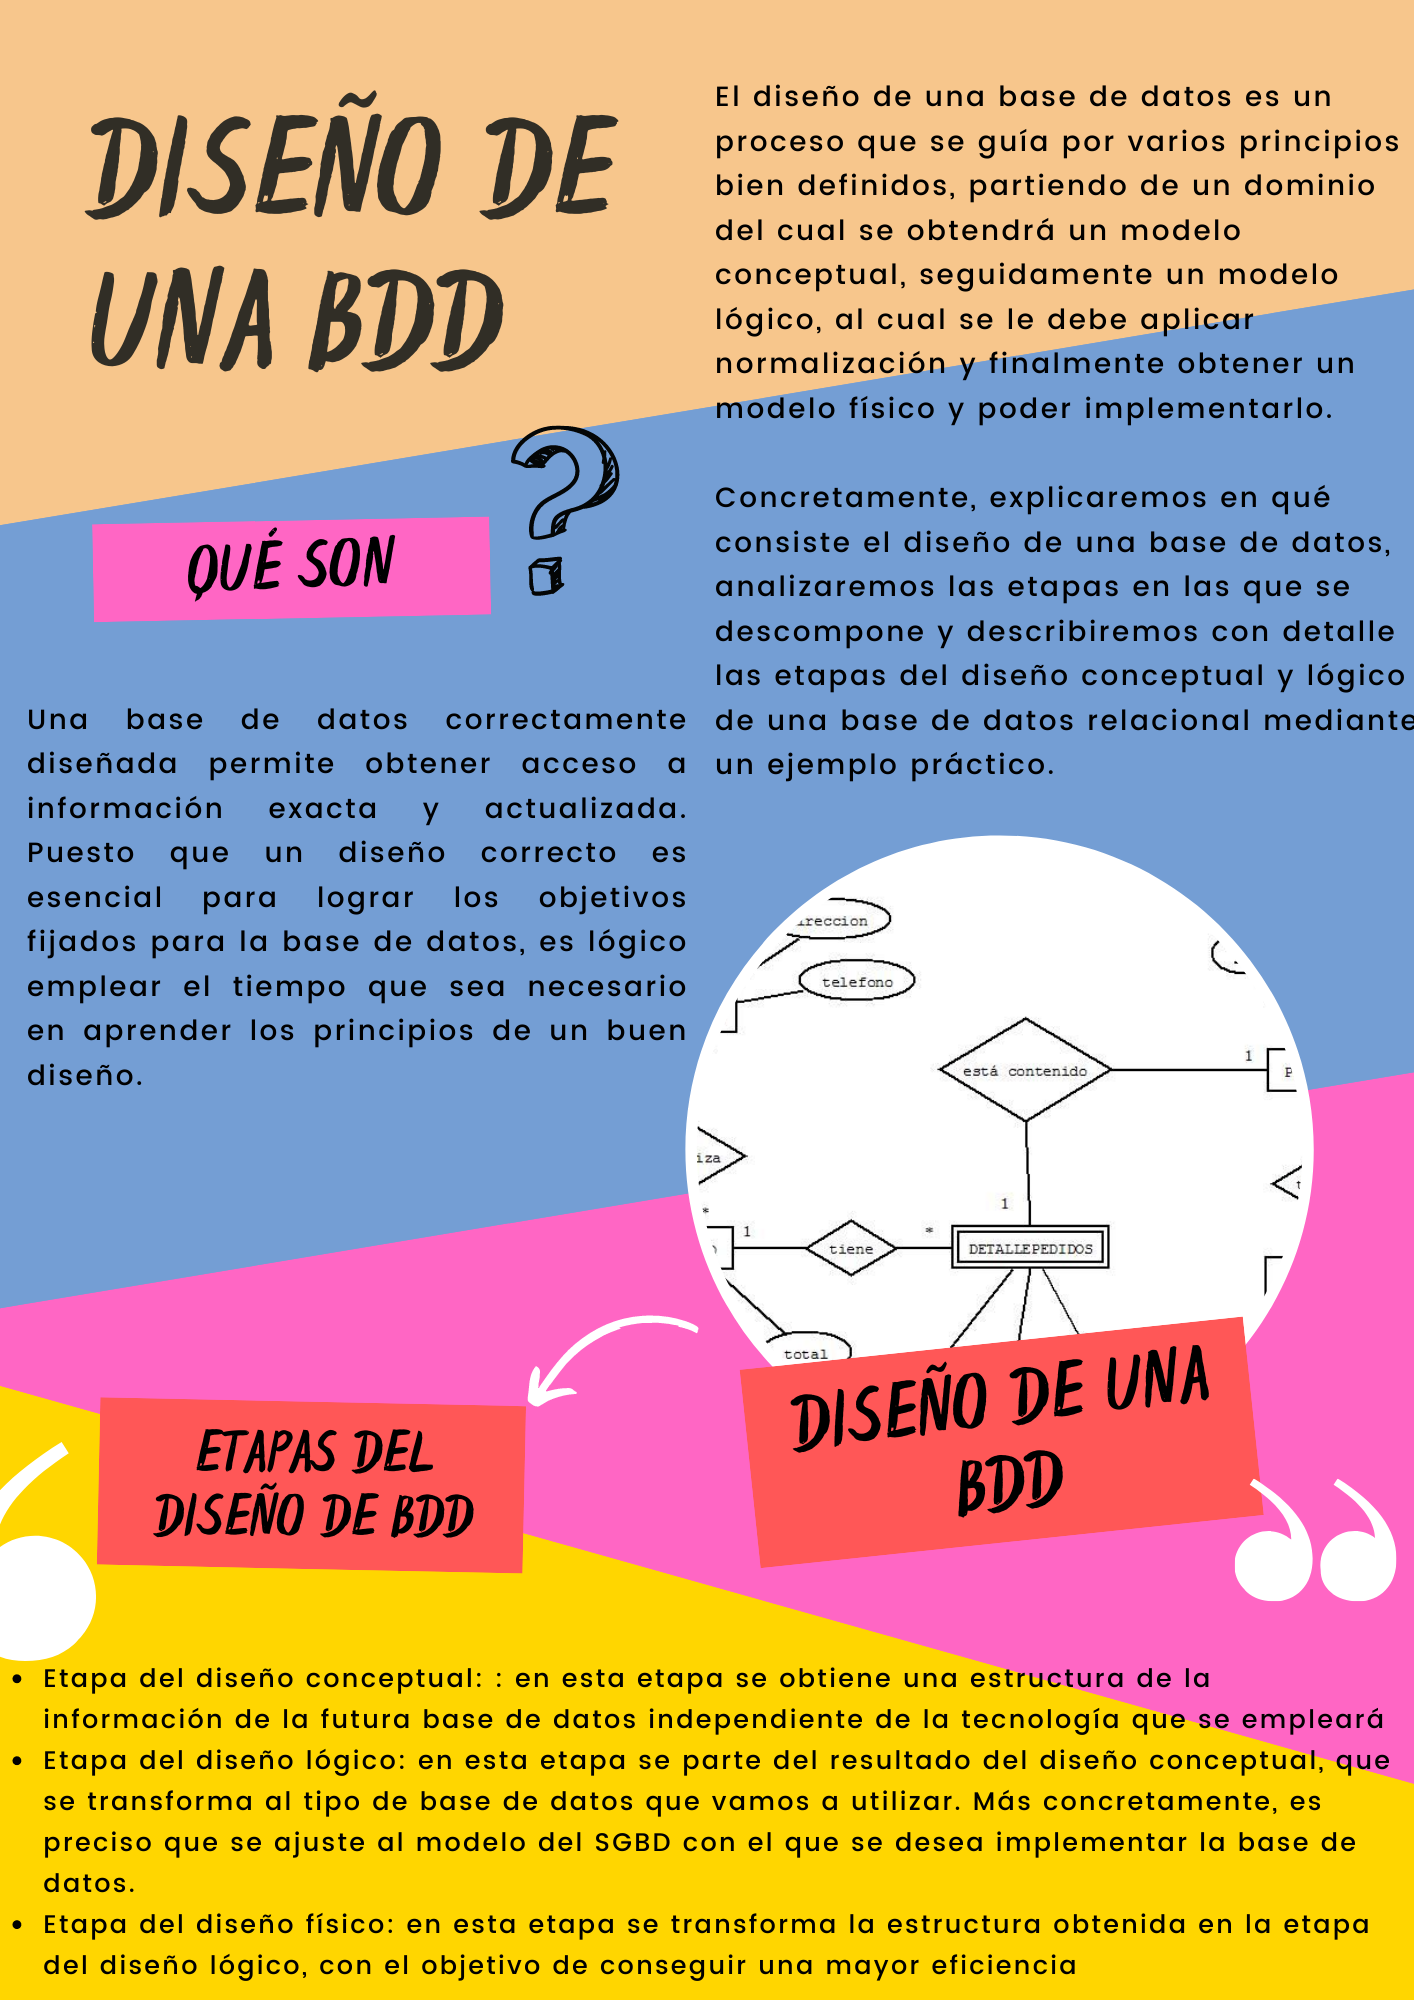 DISEÑO DE
UNA BDD
QUÉ SON
?
Una base de datos correctamente
diseñada permite obtener acceso a
información exacta y actualizada.
Puesto que un diseño correcto es
esencial para lograr los objetivos
fijados para la base de datos, es lógico
emplear el tiempo que sea necesario
en aprender los principios de un buen
diseño.
El diseño de una base de datos es un
proceso que se guía por varios principios
bien definidos, partiendo de un dominio
del cual se obtendrá un modelo
conceptual, seguidamente un modelo
lógico, al cual se le debe aplicar
normalización y finalmente obtener un
modelo físico y poder implementarlo.
Concretamente, explicaremos en qué
consiste el diseño de una base de datos,
analizaremos las etapas en las que se
descompone y describiremos con detalle
las etapas del diseño conceptual y lógico
de una base de datos relacional mediante
un ejemplo práctico.
ireccion
telefono
está contenido
1
P
iza
*
1
1
tiene
*
DETALLEPEDIDOS
total
DISEÑO DE UNA
BDD
ETAPAS DEL
DISEÑO DE BDD
• Etapa del diseño conceptual: : en esta etapa se obtiene una estructura de la
información de la futura base de datos independiente de la tecnología que se empleará
• Etapa del diseño lógico: en esta etapa se parte del resultado del diseño conceptual, que
se transforma al tipo de base de datos que vamos a utilizar. Más concretamente, es
preciso que se ajuste al modelo del SGBD con el que se desea implementar la base de
datos.
• Etapa del diseño físico: en esta etapa se transforma la estructura obtenida en la etapa
del diseño lógico, con el objetivo de conseguir una mayor eficiencia